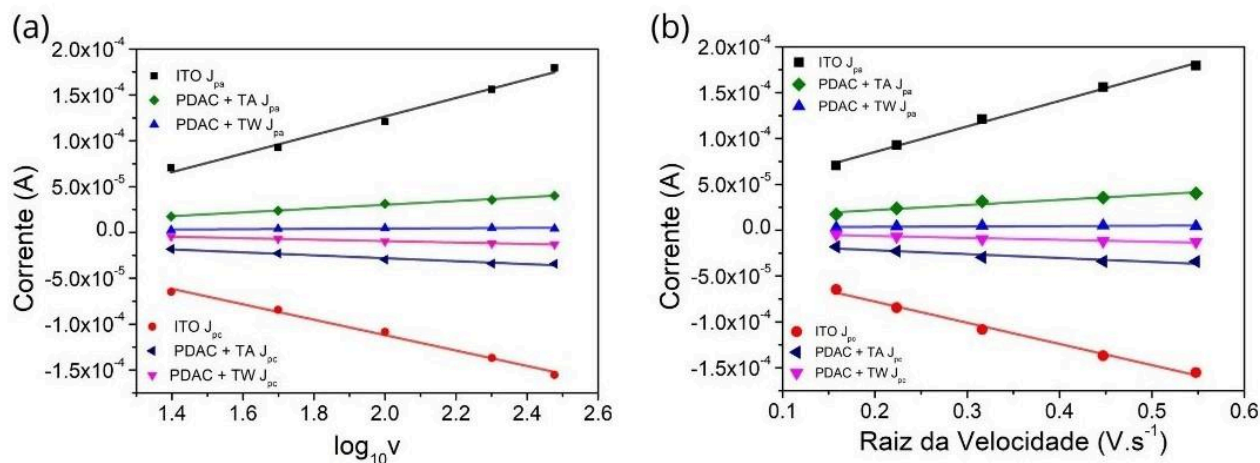 (a)
2.0x10⁻⁴
1.5x10⁻⁴
1.0x10⁻⁴
5.0x10⁻⁵
0.0
-5.0x10⁻⁵
-1.0x10⁻⁴
-1.5x10⁻⁴
Corrente (A)
ITO Jpa
PDAC + TA Jpa
PDAC + TW Jpa
ITO Jpc
PDAC + TA Jpc
PDAC + TW Jpc
1.4 1.6 1.8 2.0 2.2 2.4 2.6
log₁₀v
(b)
2.0x10⁻⁴
1.5x10⁻⁴
1.0x10⁻⁴
5.0x10⁻⁵
0.0
-5.0x10⁻⁵
-1.0x10⁻⁴
-1.5x10⁻⁴
Corrente (A)
ITO Jpa
PDAC + TA Jpa
PDAC + TW Jpa
ITO Jpc
PDAC + TA Jpc
PDAC + TW Jpc
0.1 0.2 0.3 0.4 0.5 0.6
Raiz da Velocidade (V.s⁻¹)